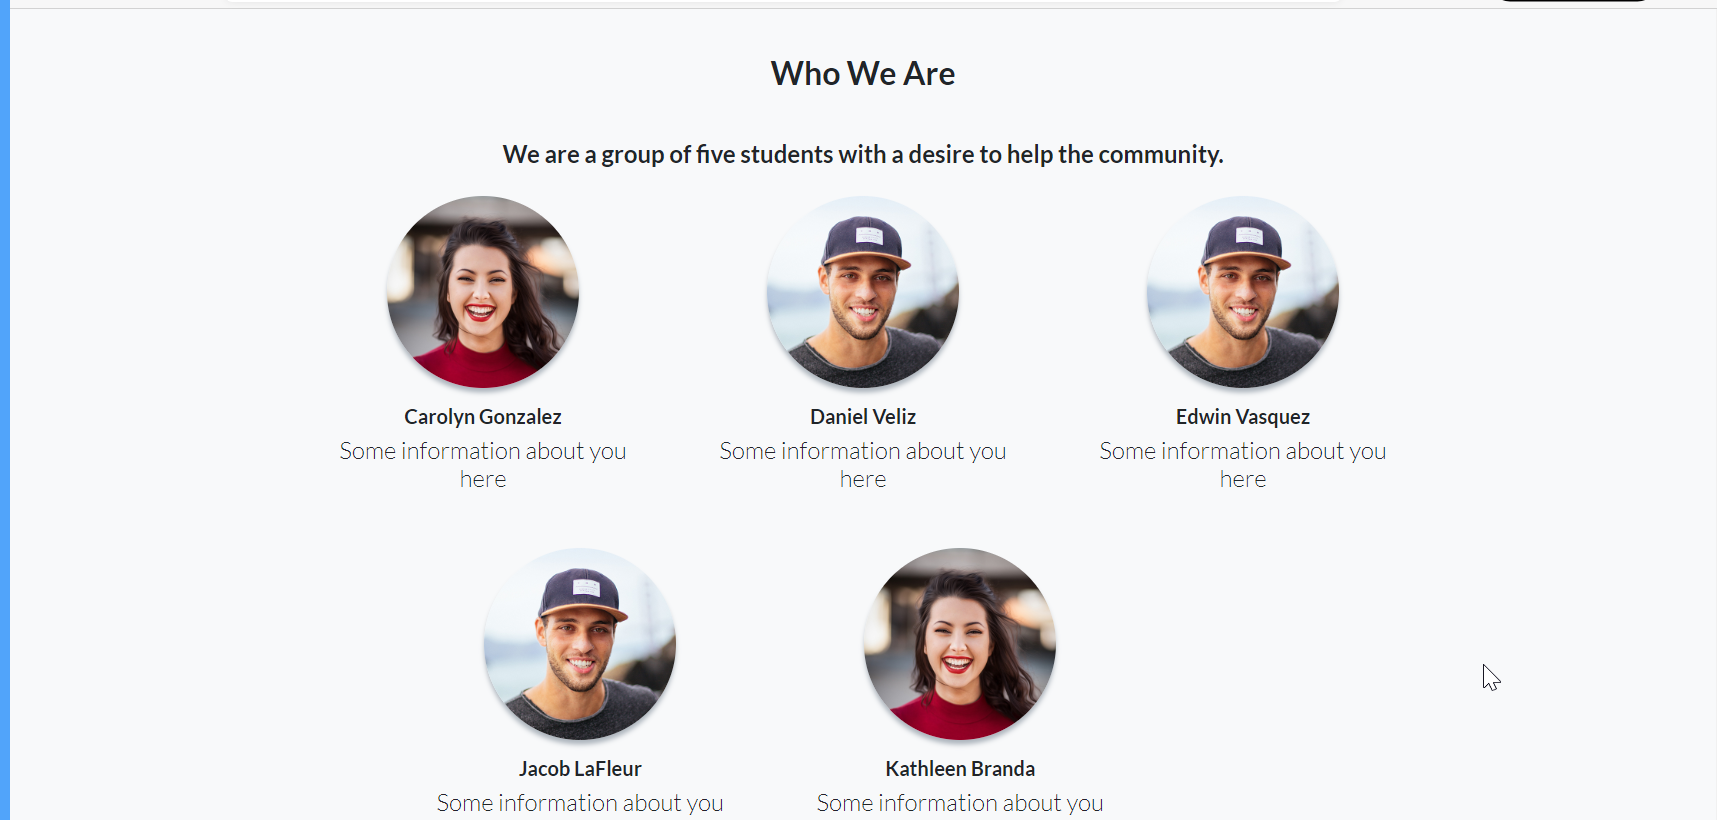 Who We Are
We are a group of five students with a desire to help the community.
Carolyn Gonzalez
Some information about you
here
Daniel Veliz
Some information about you
here
Edwin Vasquez
Some information about you
here
Jacob LaFleur
Some information about you
Kathleen Branda
Some information about you